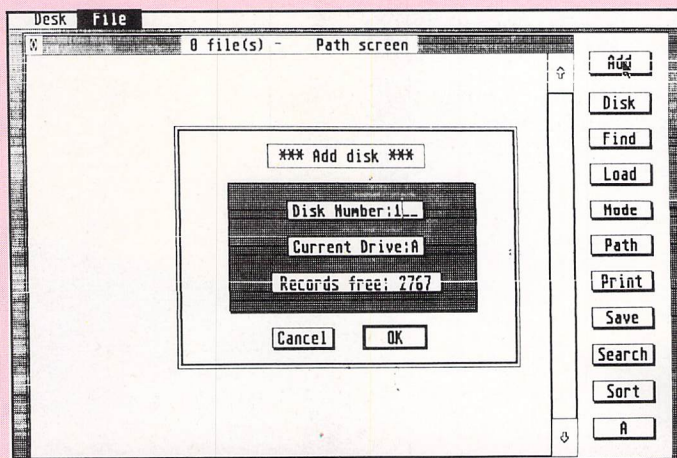 Desk File
0 file(s) - Path screen
Add
Disk
Find
Load
Mode
Path
Print
Save
Search
Sort
A
*** Add disk ***
Disk Number:1__
Current Drive:A
Records free: 2767
Cancel OK